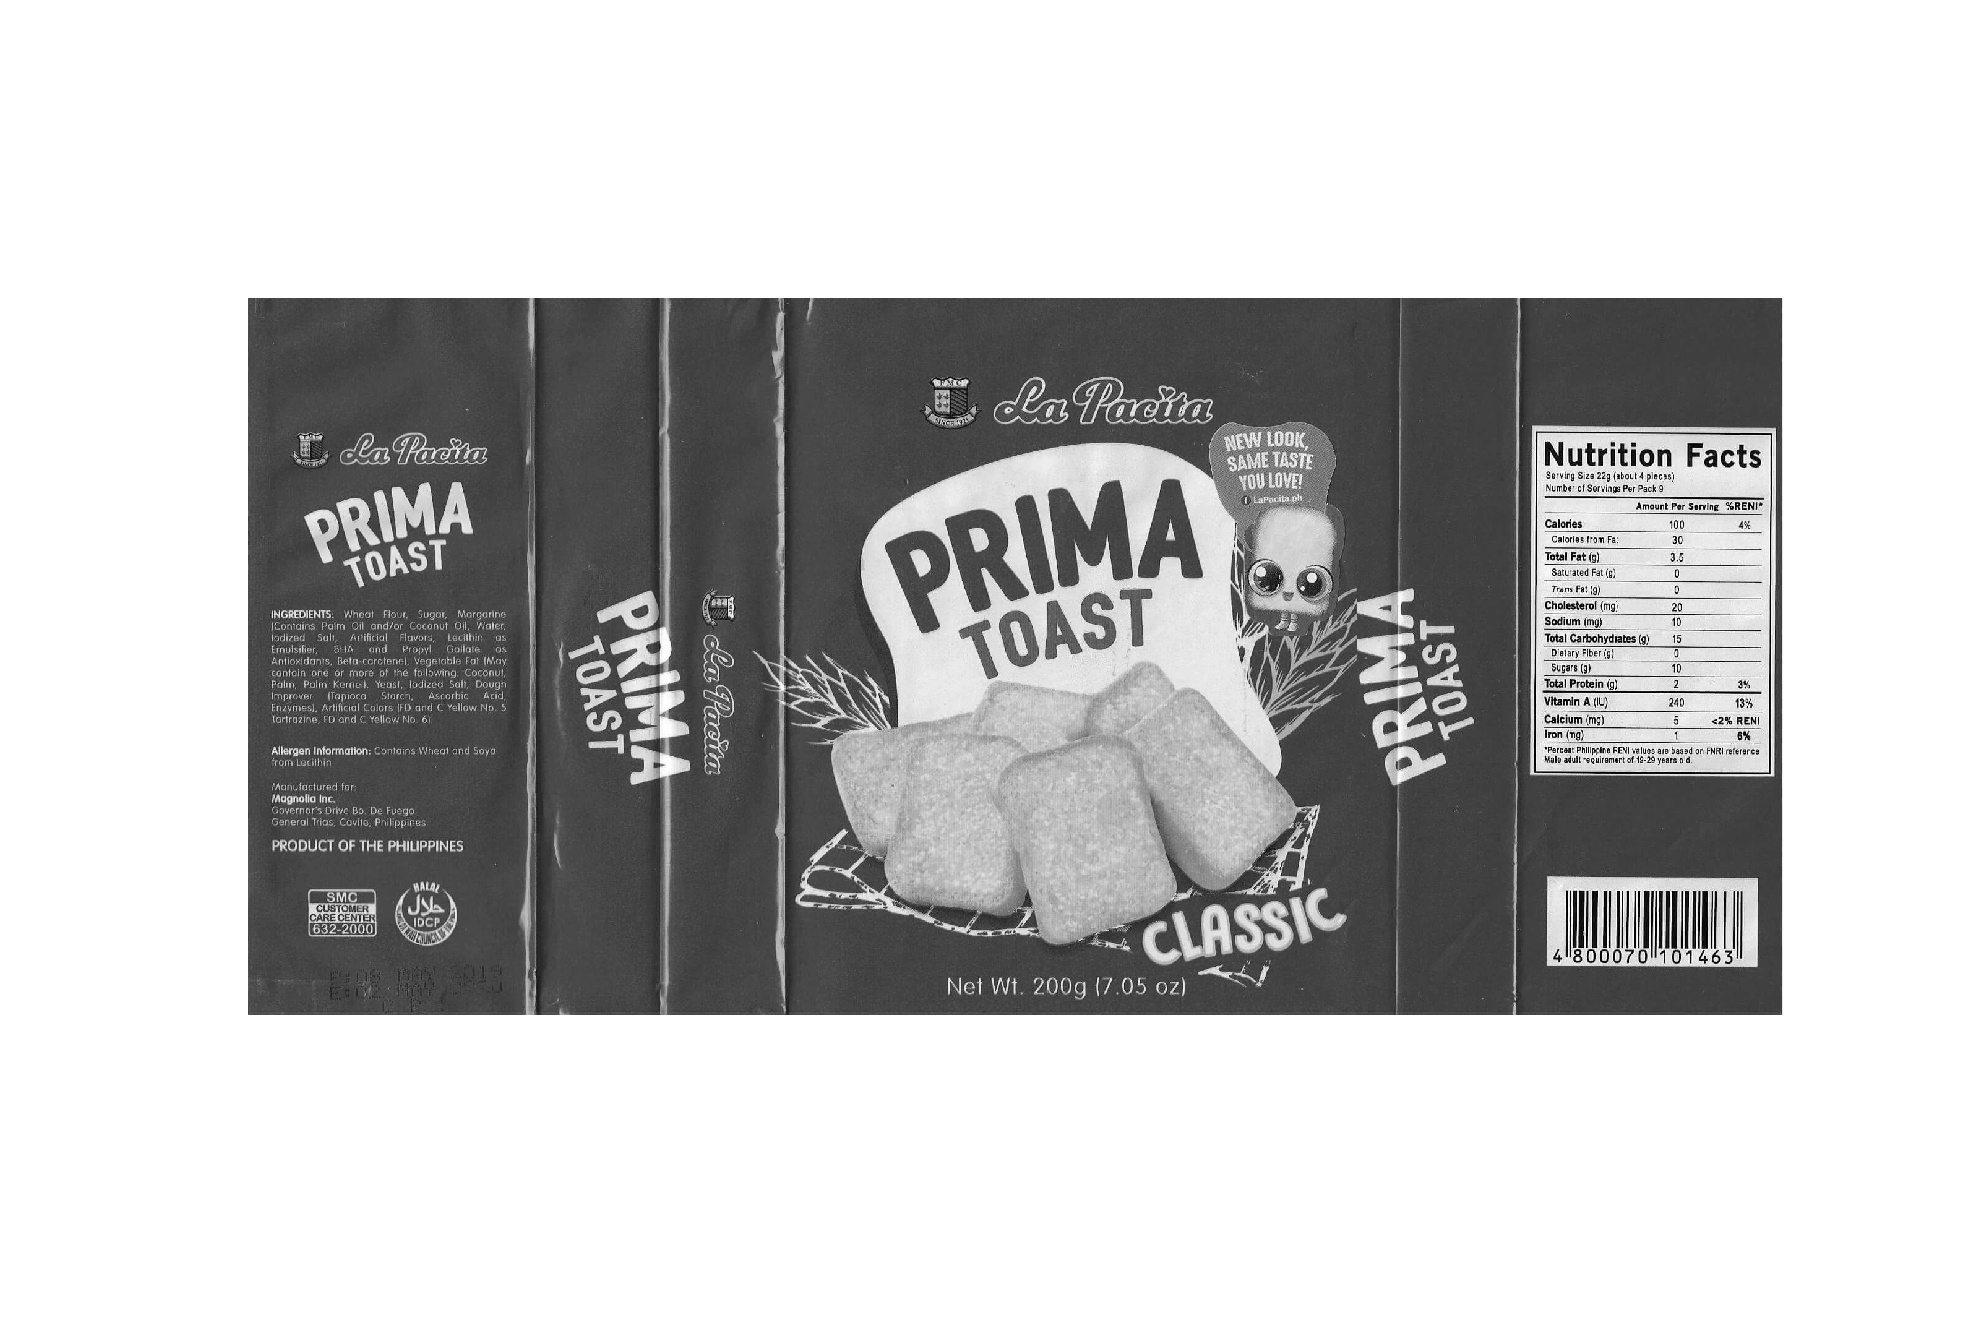 La Pacita
PRIMA
TOAST
INGREDIENTS: Wheat Flour, Sugar, Margarine
(Contains Palm Oil and/or Coconut Oil, Water,
Iodized Salt, Artificial Flavors, Lecithin as
Emulsifier, BHA and Propyl Gallate as
Antioxidants, Beta-carotene), Vegetable Fat (May
contain one or more of the following: Coconut,
Palm, Palm Kernel), Yeast, Iodized Salt, Dough
Improver (Tapioca Starch, Ascorbic Acid,
Enzymes), Artificial Colors (FD and C Yellow No. 5
Tartrazine, FD and C Yellow No. 6)
Allergen Information: Contains Wheat and Soya
from Lecithin
Manufactured for:
Magnolia Inc.
Governor's Drive Bo. De Fuego
General Trias, Cavite, Philippines
PRODUCT OF THE PHILIPPINES
SMC
CUSTOMER
CARE CENTER
632-2000
HALAL
حلال
IDCP
PRIMA
TOAST
La Pacita
PMC
La Pacita
NEW LOOK,
SAME TASTE
YOU LOVE!
LaPacita.ph
PRIMA
TOAST
CLASSIC
Net Wt. 200g (7.05 oz)
PRIMA
TOAST
Nutrition Facts
Serving Size 22g (about 4 pieces)
Number of Servings Per Pack 9
Amount Per Serving %RENI*
Calories 100 4%
Calories from Fat 30
Total Fat (g) 3.5
Saturated Fat (g) 0
Trans Fat (g) 0
Cholesterol (mg) 20
Sodium (mg) 10
Total Carbohydrates (g) 15
Dietary Fiber (g) 0
Sugars (g) 10
Total Protein (g) 2 3%
Vitamin A (IU) 240 13%
Calcium (mg) 5 <2% RENI
Iron (mg) 1 6%
*Percent Philippine RENI values are based on FNRI reference
Male adult requirement of 19-29 years old.
4 800070 101463